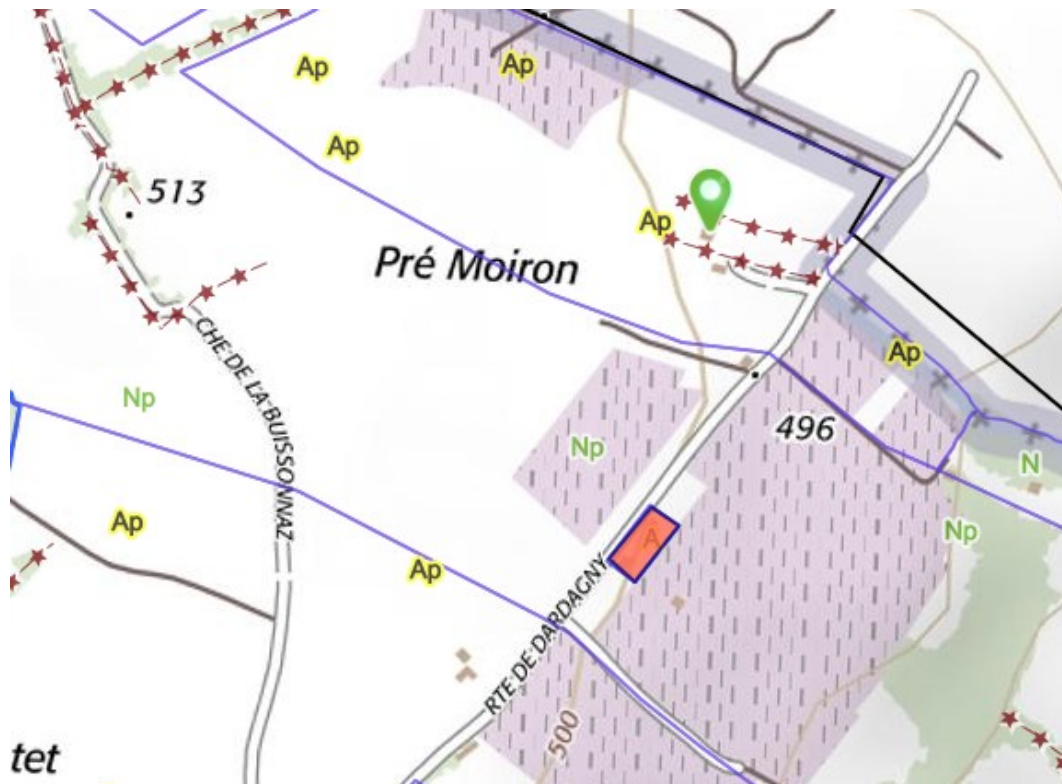 Ap
Ap
Ap
513
Ap
Pré Moiron
CHE DE LA BUISSONNAZ
Ap
Np
496
Np
N
Ap
Np
A
Ap
RTE DE DARDAGNY
500
tet